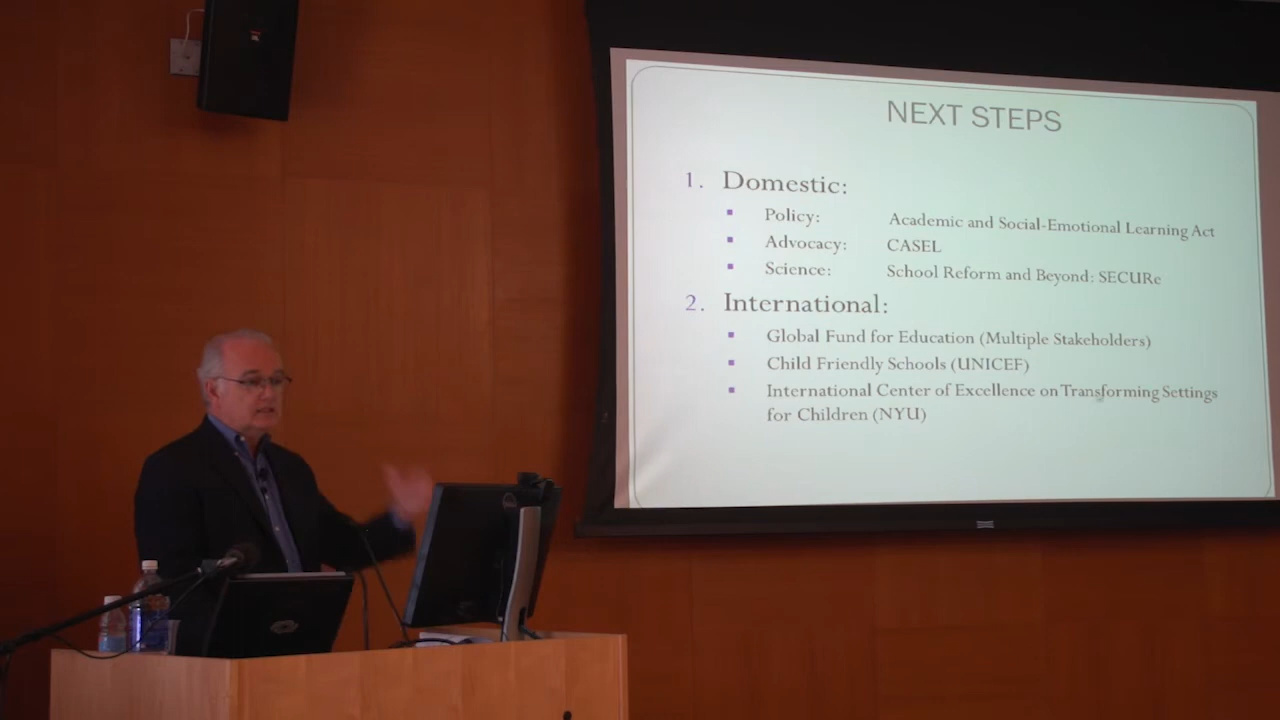 NEXT STEPS
1. Domestic:
▪ Policy: Academic and Social-Emotional Learning Act
▪ Advocacy: CASEL
▪ Science: School Reform and Beyond: SECURe
2. International:
▪ Global Fund for Education (Multiple Stakeholders)
▪ Child Friendly Schools (UNICEF)
▪ International Center of Excellence on Transforming Settings
for Children (NYU)